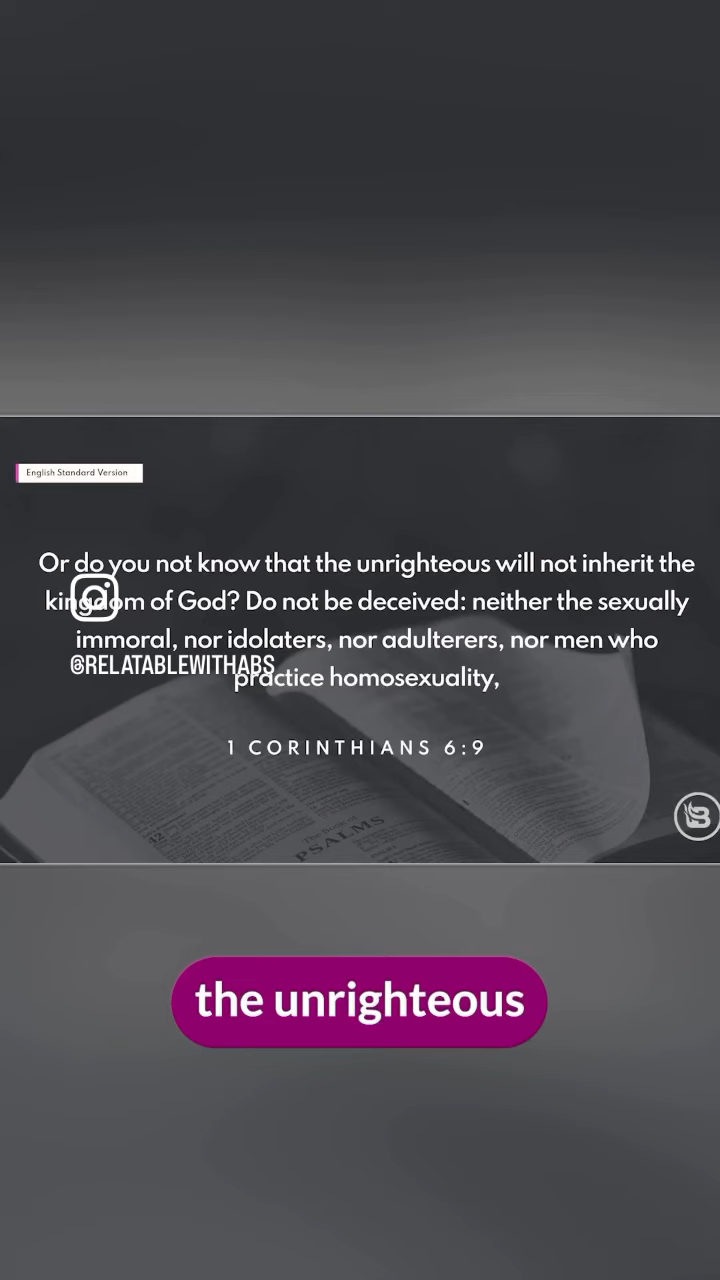 English Standard Version
Or do you not know that the unrighteous will not inherit the
kingdom of God? Do not be deceived: neither the sexually
immoral, nor idolaters, nor adulterers, nor men who
@RELATABLEWITHABS
practice homosexuality,
1 CORINTHIANS 6:9
42
PSALMS
the unrighteous